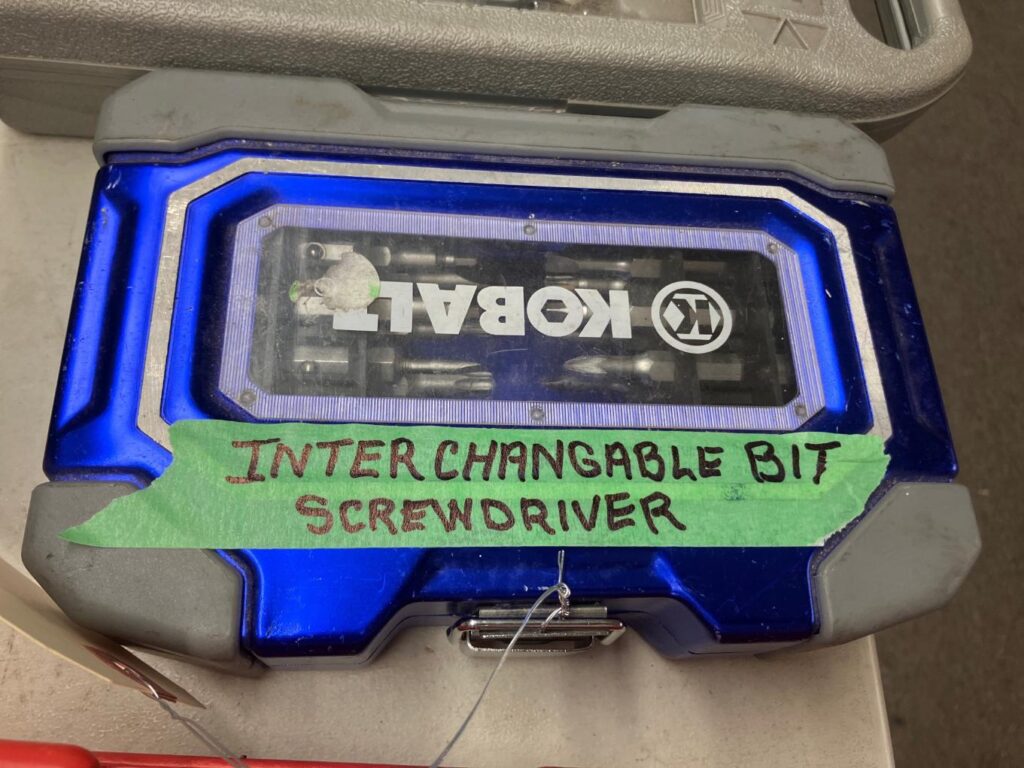 KOBALT K
INTERCHANGABLE BIT
SCREWDRIVER